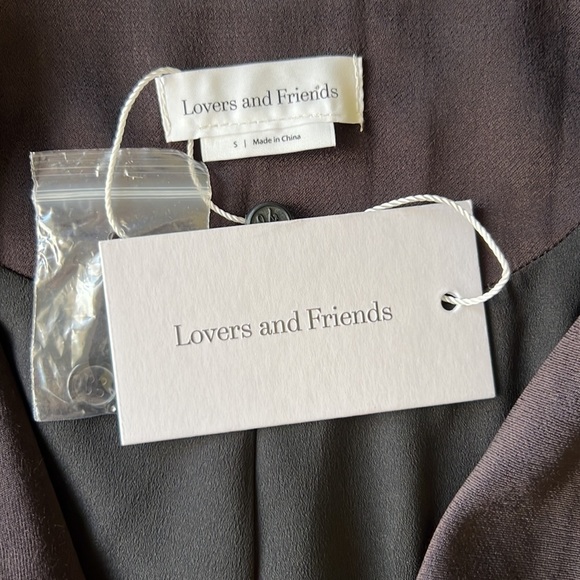 Lovers and Friends
S | Made in China
Lovers and Friends